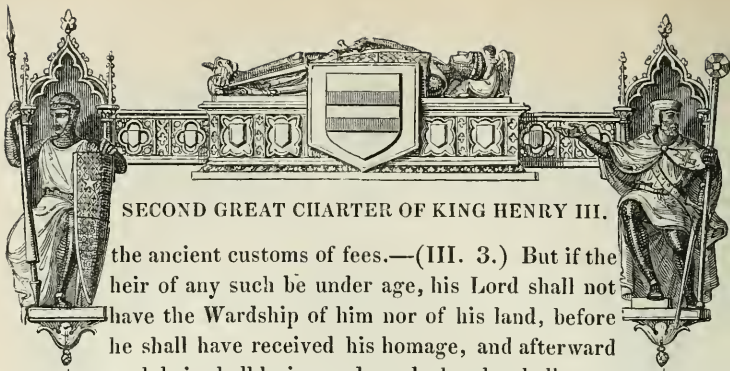 SECOND GREAT CHARTER OF KING HENRY III.
the ancient customs of fees.—(III. 3.) But if the
heir of any such be under age, his Lord shall not
have the Wardship of him nor of his land, before
he shall have received his homage, and afterward